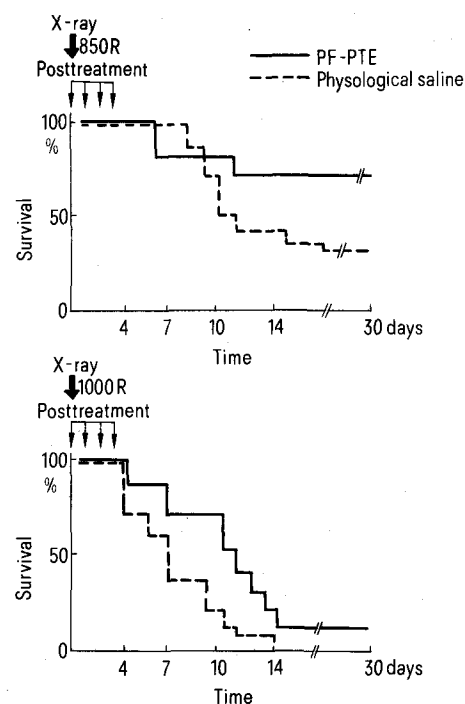 X-ray
850R
Posttreatment
PF-PTE
Physological saline
100
%
50
0
Survival
4 7 10 14 30 days
Time
X-ray
1000R
Posttreatment
100
%
50
0
Survival
4 7 10 14 30 days
Time